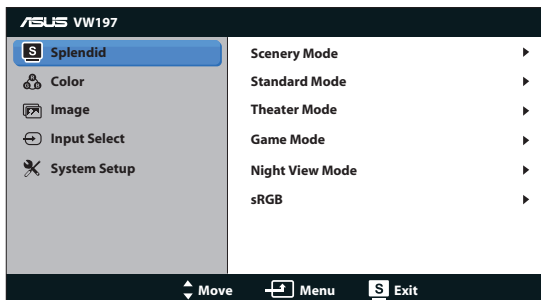 ASUS VW197
S Splendid
Color
Image
Input Select
System Setup
Scenery Mode
Standard Mode
Theater Mode
Game Mode
Night View Mode
sRGB
Move Menu S Exit